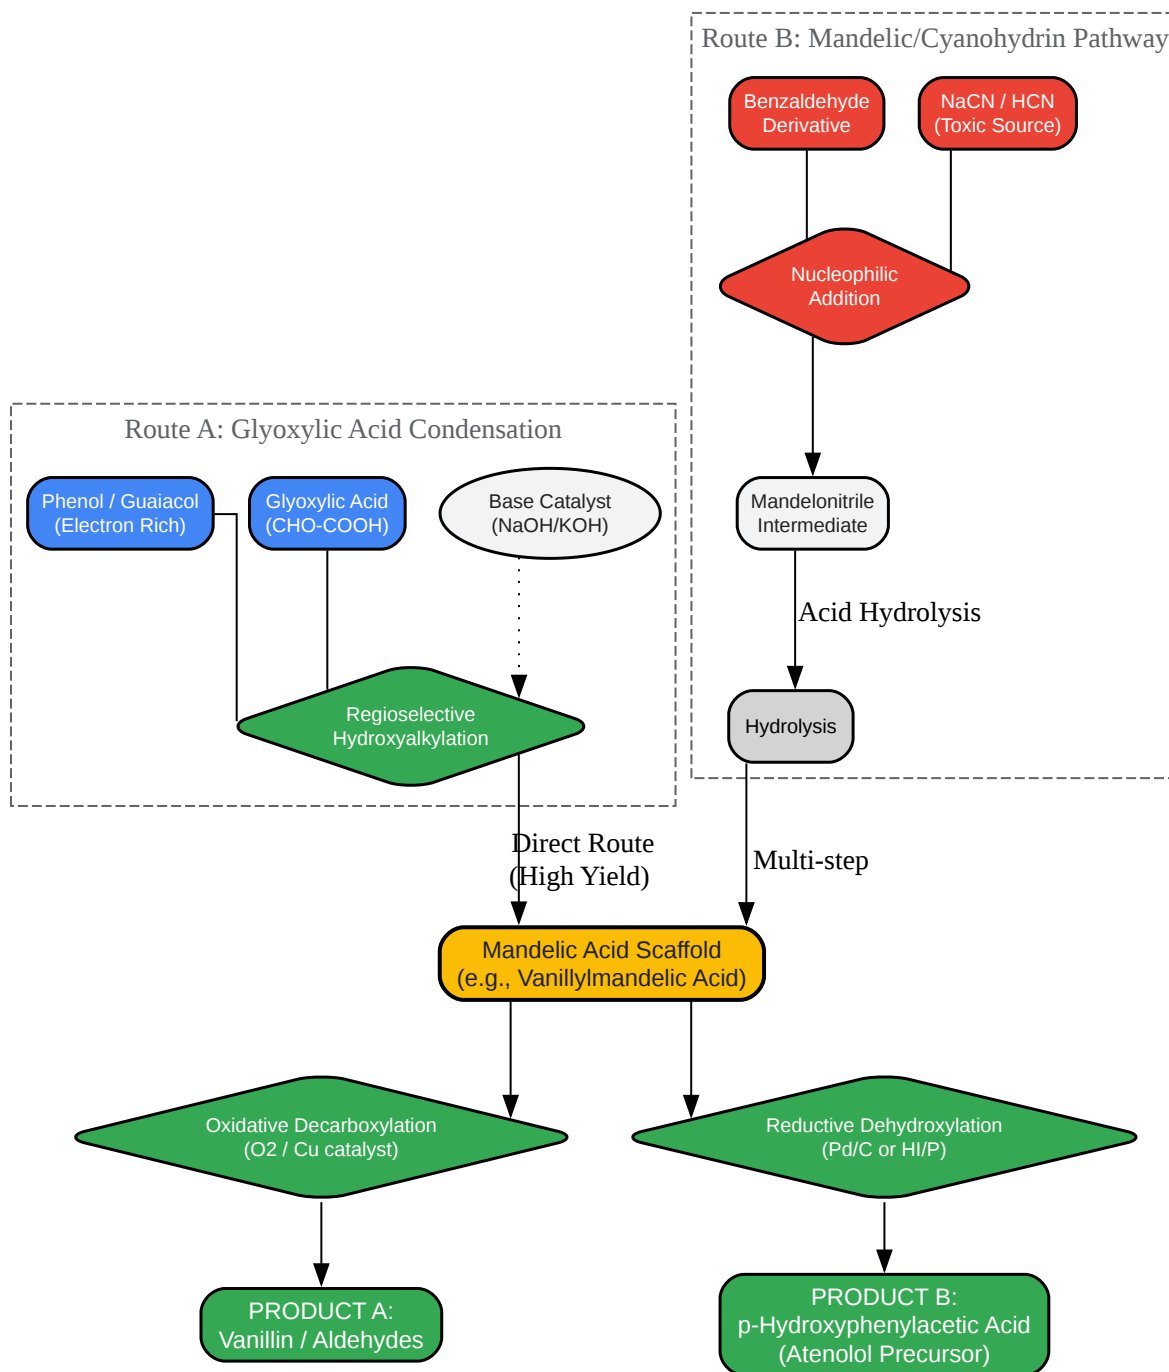 Route B: Mandelic/Cyanohydrin Pathway
Benzaldehyde
Derivative
NaCN / HCN
(Toxic Source)
Nucleophilic
Addition
Route A: Glyoxylic Acid Condensation
Phenol / Guaiacol
(Electron Rich)
Glyoxylic Acid
(CHO-COOH)
Base Catalyst
(NaOH/KOH)
Mandelonitrile
Intermediate
Acid Hydrolysis
Regioselective
Hydroxyalkylation
Hydrolysis
Direct Route
(High Yield)
Multi-step
Mandelic Acid Scaffold
(e.g., Vanillylmandelic Acid)
Oxidative Decarboxylation
(O2 / Cu catalyst)
Reductive Dehydroxylation
(Pd/C or HI/P)
PRODUCT A:
Vanillin / Aldehydes
PRODUCT B:
p-Hydroxyphenylacetic Acid
(Atenolol Precursor)